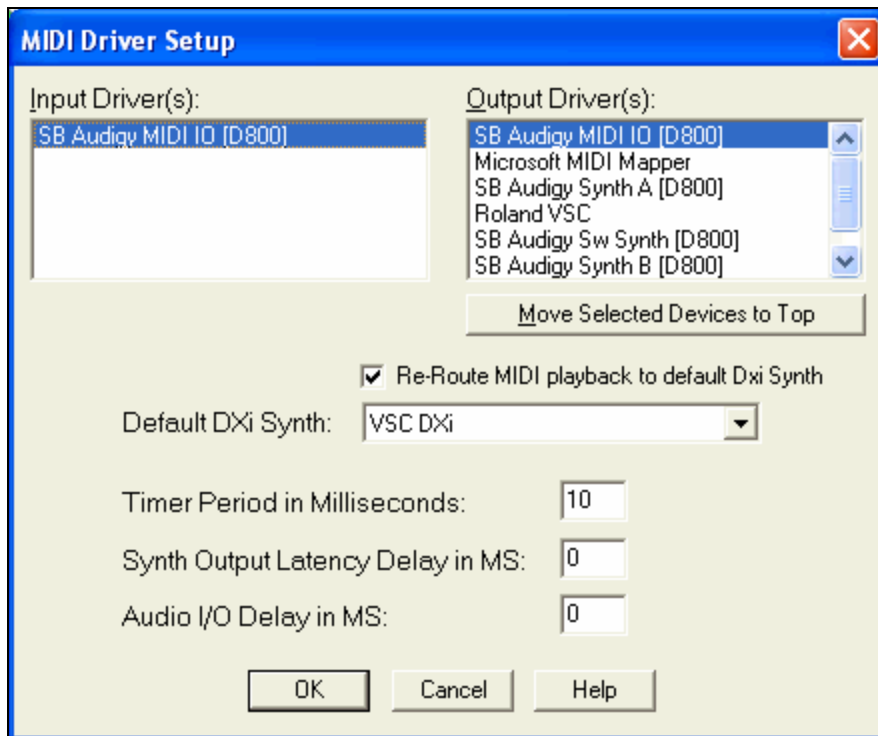 MIDI Driver Setup
Input Driver(s):
SB Audigy MIDI IO [D800]
Output Driver(s):
SB Audigy MIDI IO [D800]
Microsoft MIDI Mapper
SB Audigy Synth A [D800]
Roland VSC
SB Audigy Sw Synth [D800]
SB Audigy Synth B [D800]
Move Selected Devices to Top
Re-Route MIDI playback to default Dxi Synth
Default DXi Synth: VSC DXi
Timer Period in Milliseconds: 10
Synth Output Latency Delay in MS: 0
Audio I/O Delay in MS: 0
OK Cancel Help